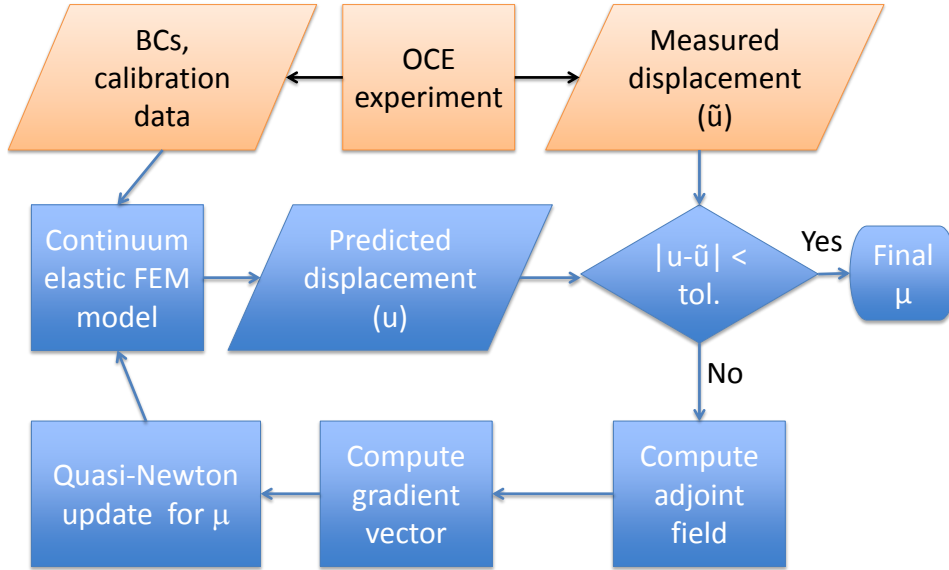 BCs,
calibration
data
OCE
experiment
Measured
displacement
(ũ)
Continuum
elastic FEM
model
Predicted
displacement
(u)
|u-ũ| <
tol.
Yes
Final
μ
No
Quasi-Newton
update for μ
Compute
gradient
vector
Compute
adjoint
field